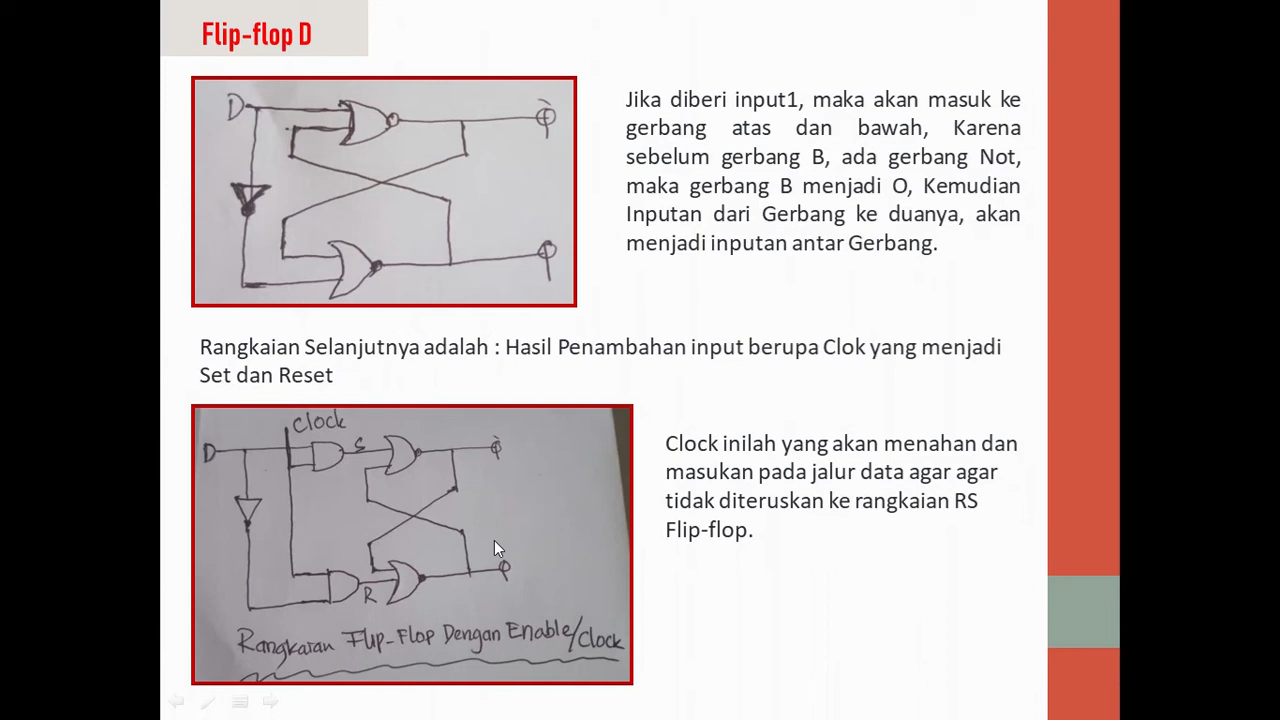 Flip-flop D
D
Q̄
Q
Jika diberi input1, maka akan masuk ke
gerbang atas dan bawah, Karena
sebelum gerbang B, ada gerbang Not,
maka gerbang B menjadi O, Kemudian
Inputan dari Gerbang ke duanya, akan
menjadi inputan antar Gerbang.
Rangkaian Selanjutnya adalah : Hasil Penambahan input berupa Clok yang menjadi
Set dan Reset
Clock
D
S
Q̄
Q
R
Rangkaian Flip-Flop Dengan Enable/Clock
Clock inilah yang akan menahan dan
masukan pada jalur data agar agar
tidak diteruskan ke rangkaian RS
Flip-flop.